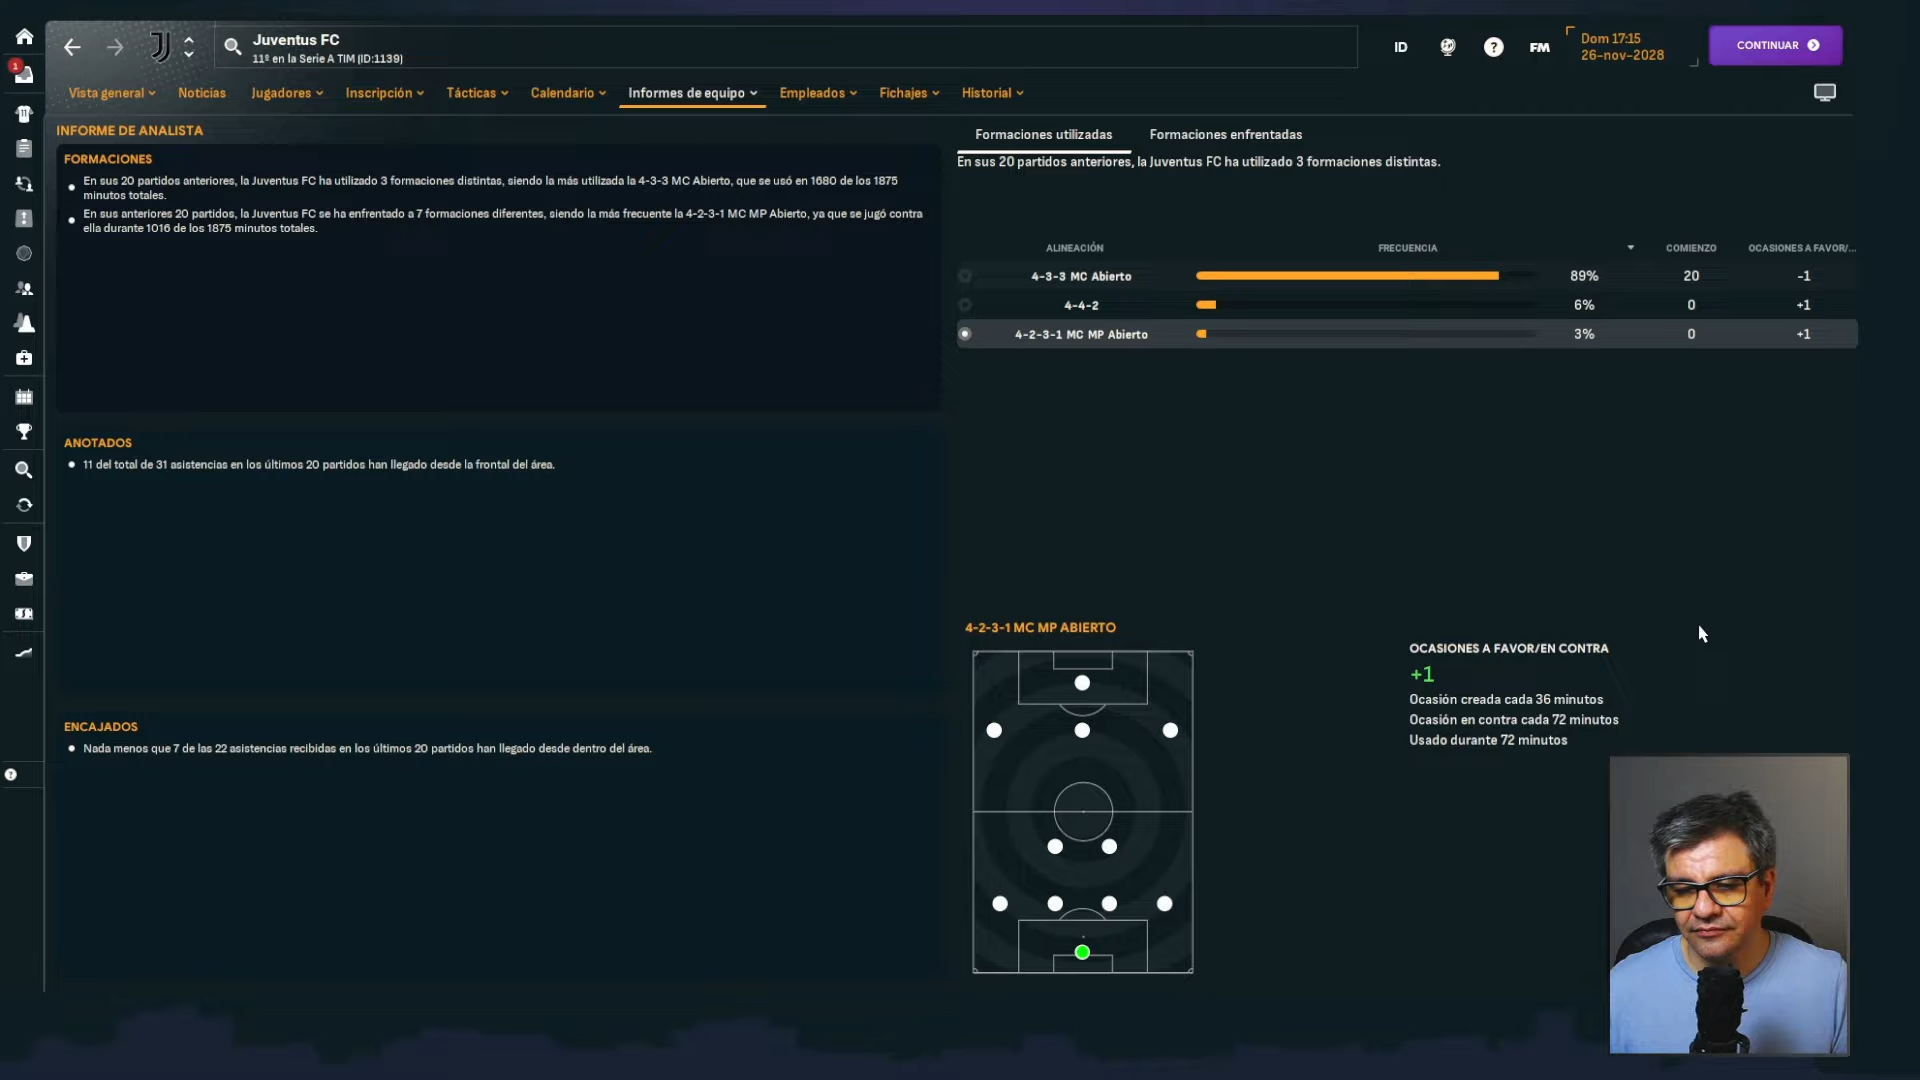 Juventus FC
11º en la Serie A TIM (ID:1139)
ID
?
FM
Dom 17:15
26-nov-2028
CONTINUAR
1
11
Vista general
Noticias
Jugadores
Inscripción
Tácticas
Calendario
Informes de equipo
Empleados
Fichajes
Historial
INFORME DE ANALISTA
FORMACIONES
En sus 20 partidos anteriores, la Juventus FC ha utilizado 3 formaciones distintas, siendo la más utilizada la 4-3-3 MC Abierto, que se usó en 1680 de los 1875
minutos totales.
En sus anteriores 20 partidos, la Juventus FC se ha enfrentado a 7 formaciones diferentes, siendo la más frecuente la 4-2-3-1 MC MP Abierto, ya que se jugó contra
ella durante 1016 de los 1875 minutos totales.
ANOTADOS
11 del total de 31 asistencias en los últimos 20 partidos han llegado desde la frontal del área.
ENCAJADOS
Nada menos que 7 de las 22 asistencias recibidas en los últimos 20 partidos han llegado desde dentro del área.
?
Formaciones utilizadas
Formaciones enfrentadas
En sus 20 partidos anteriores, la Juventus FC ha utilizado 3 formaciones distintas.
ALINEACIÓN FRECUENCIA COMIENZO OCASIONES A FAVOR/...
4-3-3 MC Abierto 89% 20 -1
4-4-2 6% 0 +1
4-2-3-1 MC MP Abierto 3% 0 +1
4-2-3-1 MC MP ABIERTO
OCASIONES A FAVOR/EN CONTRA
+1
Ocasión creada cada 36 minutos
Ocasión en contra cada 72 minutos
Usado durante 72 minutos